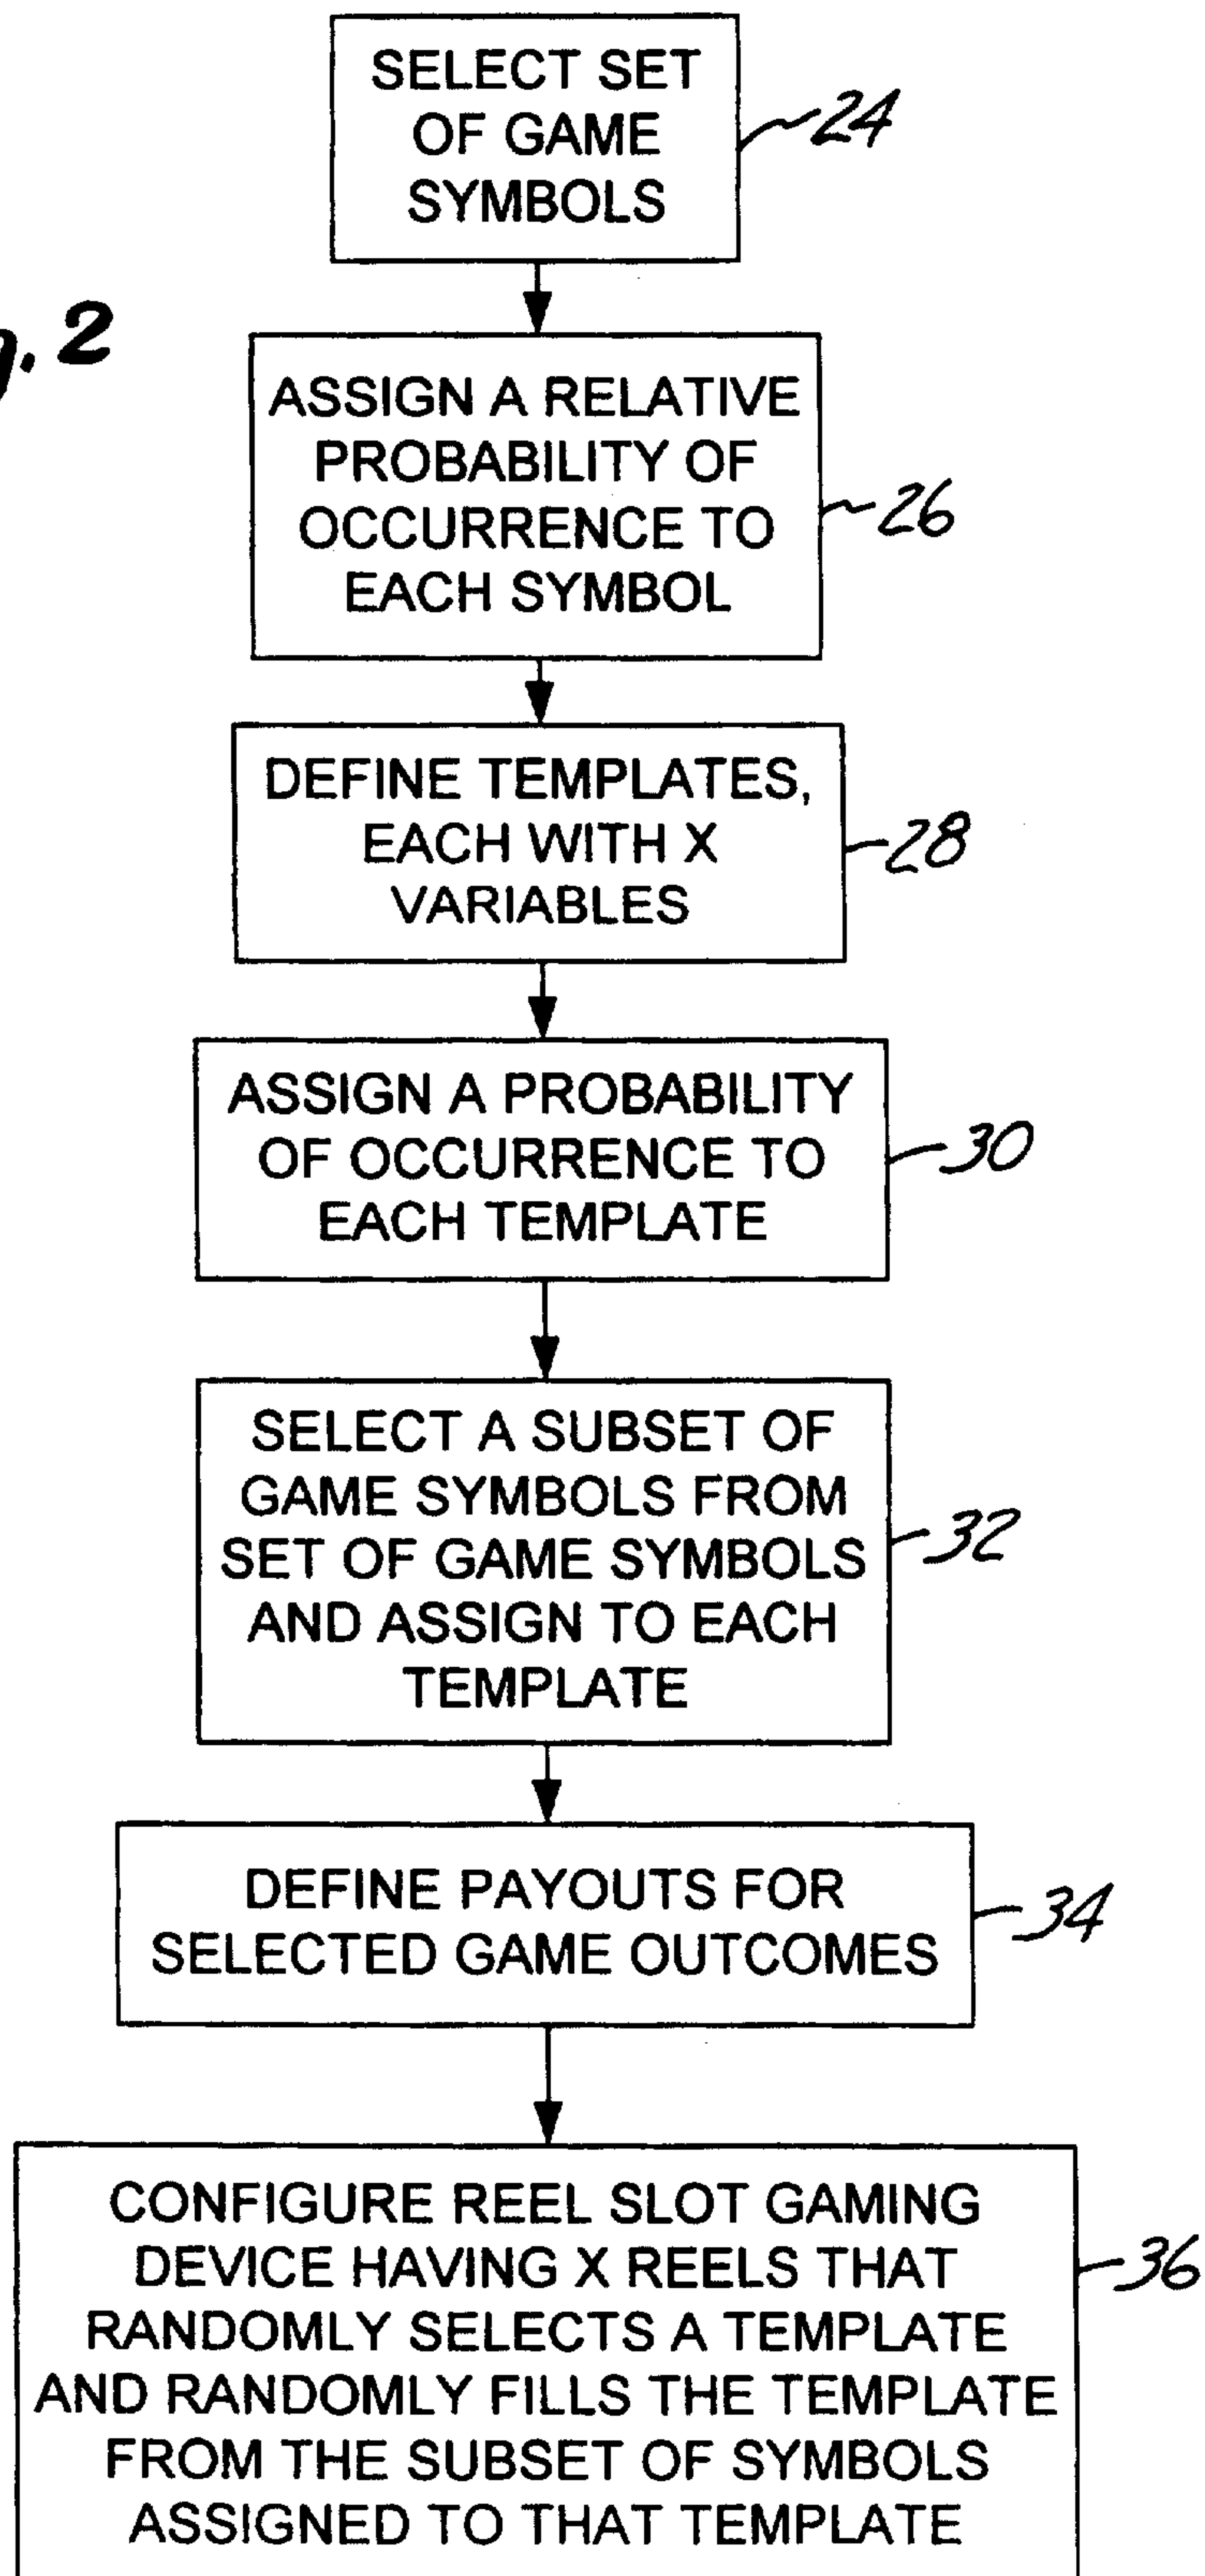 SELECT SET
OF GAME
SYMBOLS
24
g. 2
ASSIGN A RELATIVE
PROBABILITY OF
OCCURRENCE TO
EACH SYMBOL
26
DEFINE TEMPLATES,
EACH WITH X
VARIABLES
28
ASSIGN A PROBABILITY
OF OCCURRENCE TO
EACH TEMPLATE
30
SELECT A SUBSET OF
GAME SYMBOLS FROM
SET OF GAME SYMBOLS
AND ASSIGN TO EACH
TEMPLATE
32
DEFINE PAYOUTS FOR
SELECTED GAME OUTCOMES
34
CONFIGURE REEL SLOT GAMING
DEVICE HAVING X REELS THAT
RANDOMLY SELECTS A TEMPLATE
AND RANDOMLY FILLS THE TEMPLATE
FROM THE SUBSET OF SYMBOLS
ASSIGNED TO THAT TEMPLATE
36